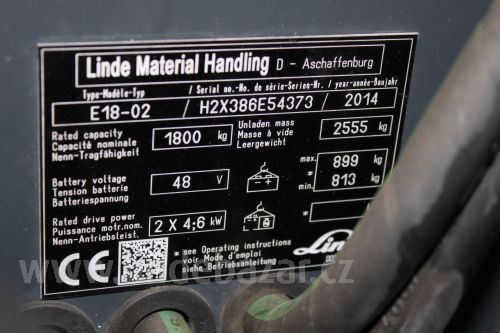 Linde Material Handling D - Aschaffenburg
Type-Modèle-Typ / Serial no.-No. de série-Serien-Nr. / year-année-Baujahr
E18-02 / H2X386E54373 / 2014
Rated capacity
Capacité nominale
Nenn-Tragfähigkeit
1800 kg
Unladen mass
Masse à vide
Leergewicht
2555 kg
Battery voltage
Tension batterie
Batteriespannung
48 V
- +
max. 899 kg
*
min. 813 kg
Rated drive power
Puissance motr.nom.
Nenn-Antriebsleist.
2 X 4;6 kW
*
CE
* see Operating instructions
voir Mode d'emploi
siehe Betriebsanleitung